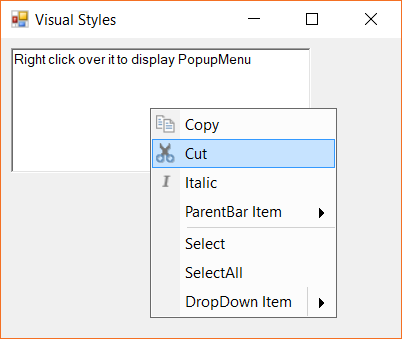 Visual Styles
Right click over it to display PopupMenu
Copy
Cut
Italic
ParentBar Item
Select
SelectAll
DropDown Item